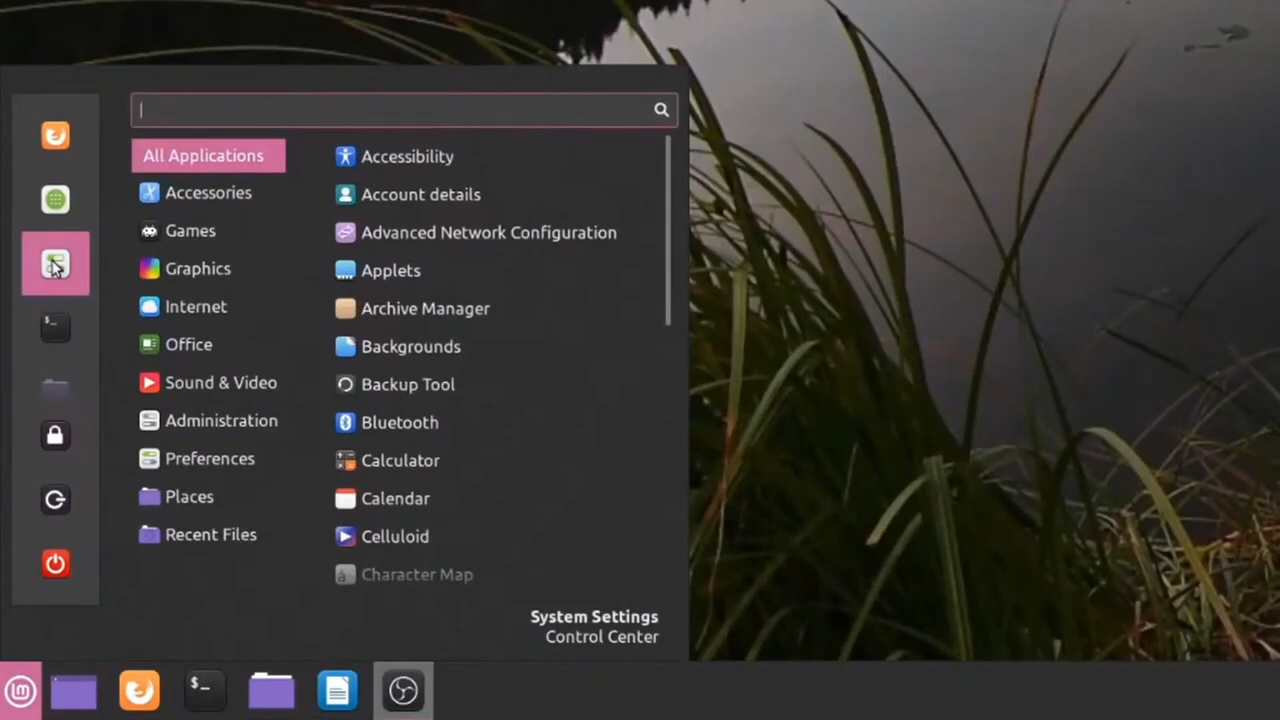 All Applications
Accessories
Games
Graphics
Internet
Office
Sound & Video
Administration
Preferences
Places
Recent Files
Accessibility
Account details
Advanced Network Configuration
Applets
Archive Manager
Backgrounds
Backup Tool
Bluetooth
Calculator
Calendar
Celluloid
Character Map
System Settings
Control Center